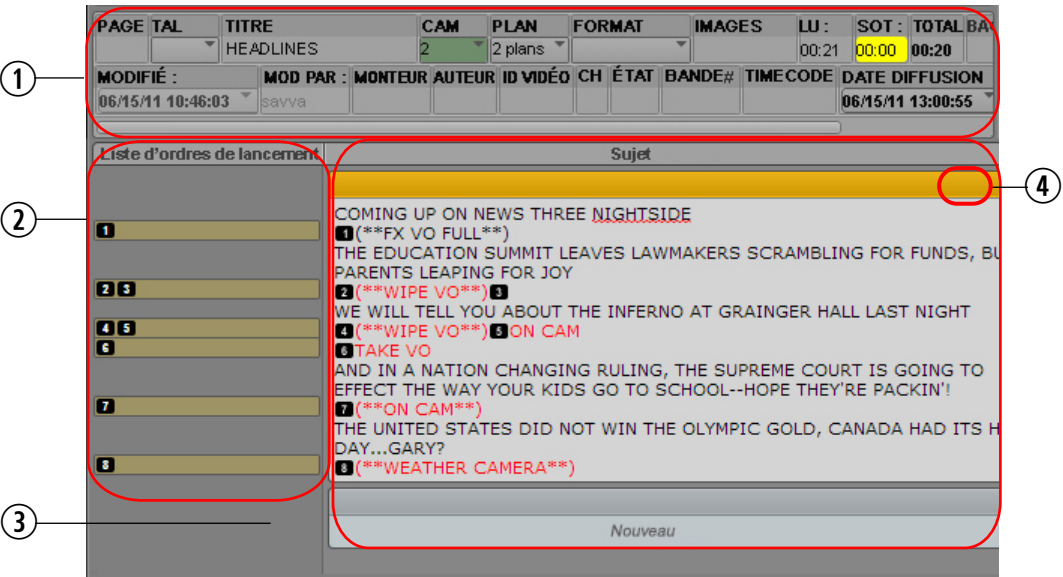 PAGE TAL TITRE CAM PLAN FORMAT IMAGES LU : SOT : TOTAL
HEADLINES 2 2 plans 00:21 00:00 00:20
1
MODIFIÉ : MOD PAR : MONTEUR AUTEUR ID VIDÉO CH ÉTAT BANDE# TIMECODE DATE DIFFUSION
06/15/11 10:46:03 savva 06/15/11 13:00:55
Liste d'ordres de lancement Sujet
4
2
COMING UP ON NEWS THREE NIGHTSIDE
1 1(**FX VO FULL**)
THE EDUCATION SUMMIT LEAVES LAWMAKERS SCRAMBLING FOR FUNDS,
PARENTS LEAPING FOR JOY
2 3 2(**WIPE VO**)3
WE WILL TELL YOU ABOUT THE INFERNO AT GRAINGER HALL LAST NIGHT
4 5 4(**WIPE VO**)5ON CAM
6 6TAKE VO
AND IN A NATION CHANGING RULING, THE SUPREME COURT IS GOING TO
EFFECT THE WAY YOUR KIDS GO TO SCHOOL--HOPE THEY'RE PACKIN'!
7 7(**ON CAM**)
THE UNITED STATES DID NOT WIN THE OLYMPIC GOLD, CANADA HAD ITS
DAY...GARY?
8 8(**WEATHER CAMERA**)
3
Nouveau